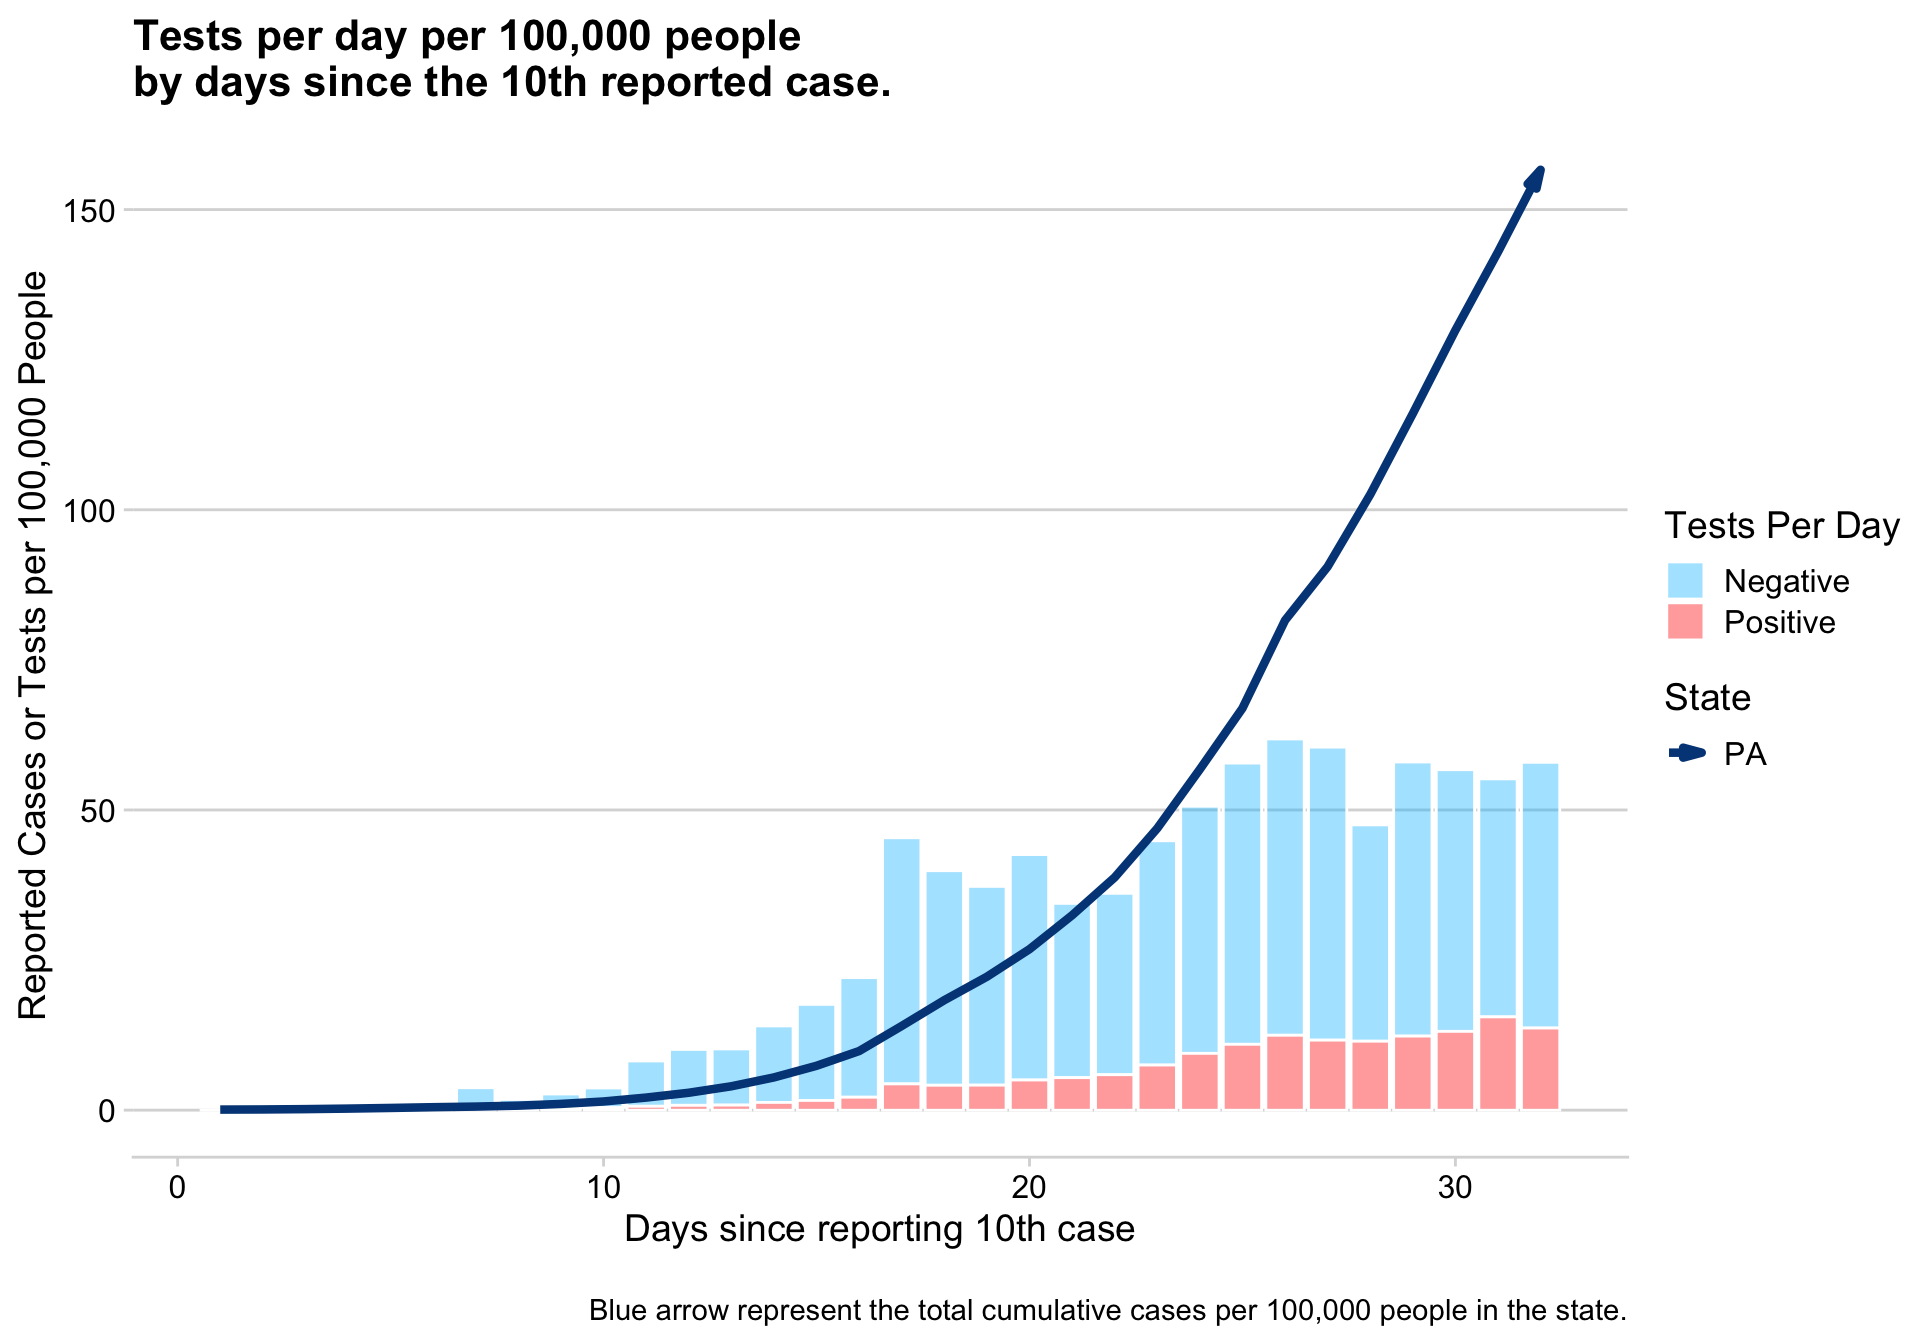 Tests per day per 100,000 people
by days since the 10th reported case.
Reported Cases or Tests per 100,000 People
150
100
50
0
0
10
20
30
Days since reporting 10th case
Tests Per Day
Negative
Positive
State
PA
Blue arrow represent the total cumulative cases per 100,000 people in the state.